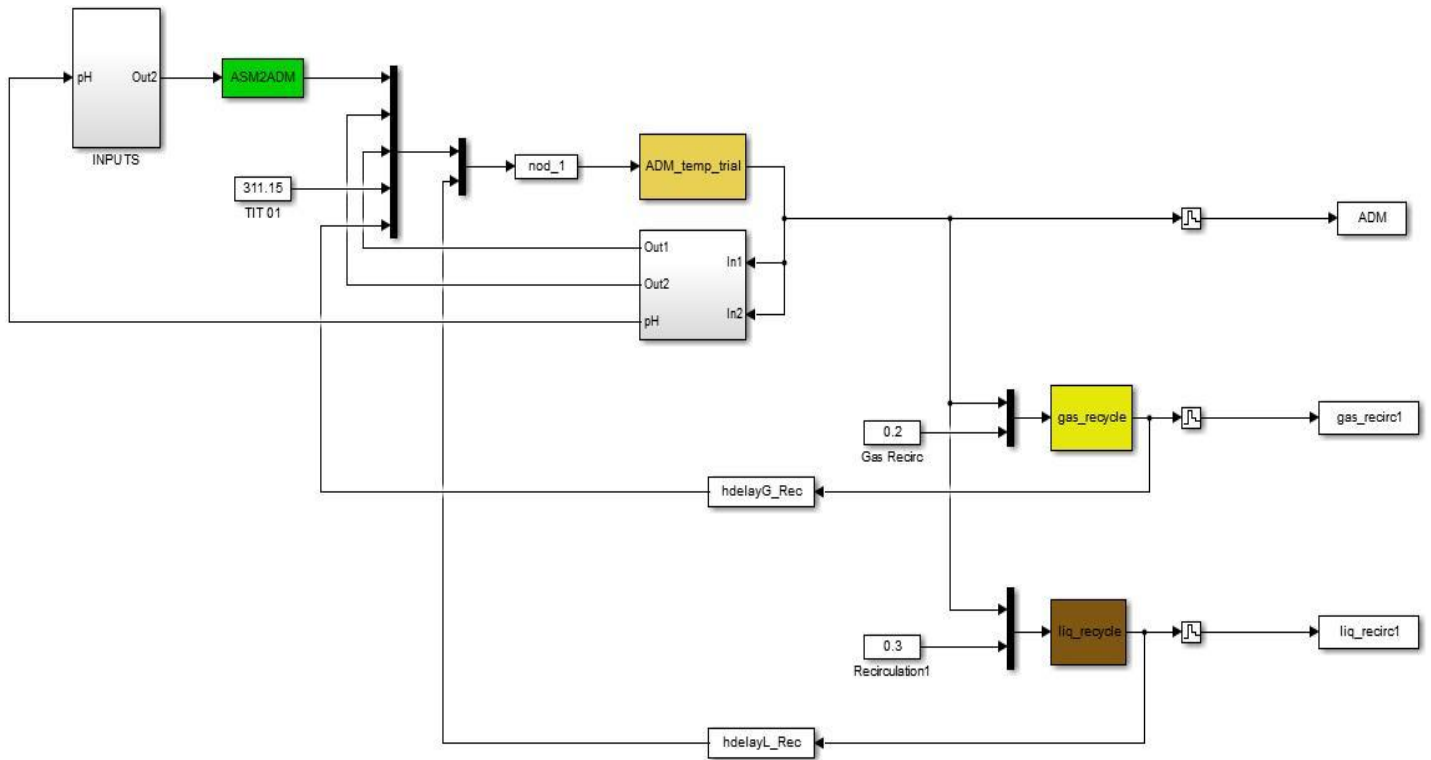 pH
Out2
INPUTS
ASM2ADM
311.15
TIT 01
nod_1
ADM_temp_trial
Out1
Out2
pH
In1
In2
ADM
0.2
Gas Recirc
gas_recycle
gas_recirc1
hdelayG_Rec
0.3
Recirculation1
liq_recycle
liq_recirc1
hdelayL_Rec